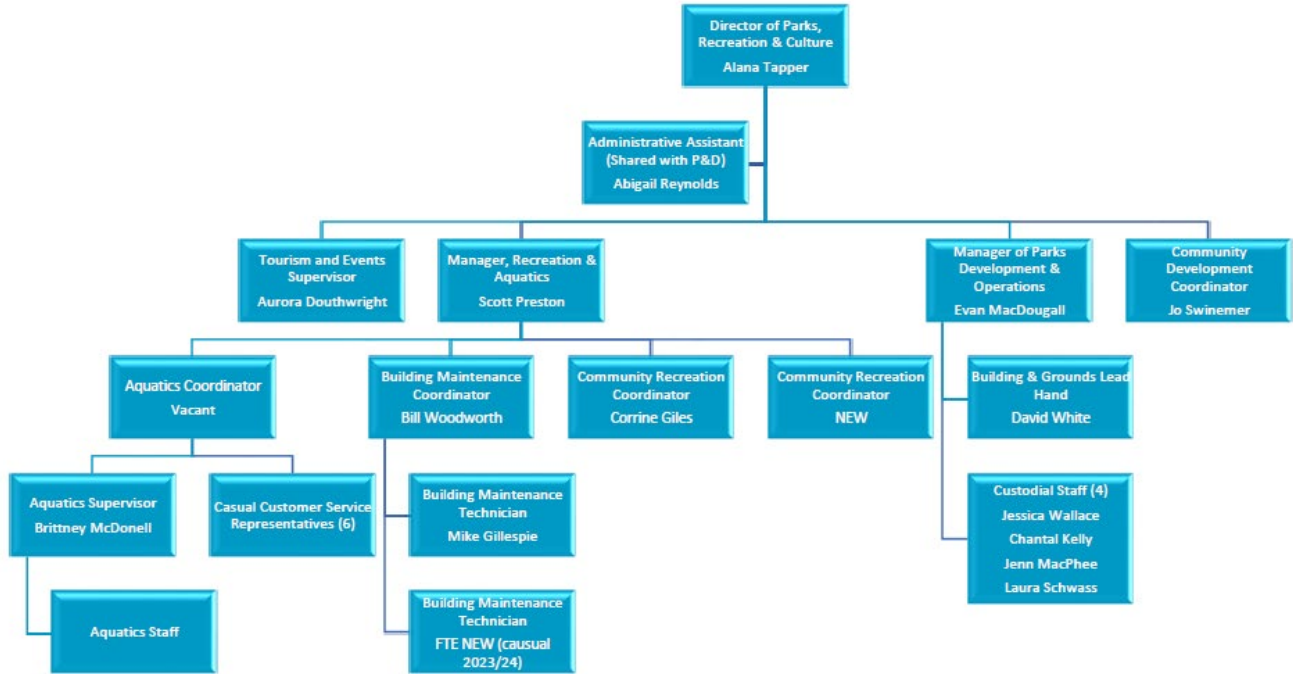 Director of Parks,
Recreation & Culture
Alana Tapper
Administrative Assistant
(Shared with P&D)
Abigail Reynolds
Tourism and Events
Supervisor
Aurora Douthwright
Manager, Recreation &
Aquatics
Scott Preston
Manager of Parks
Development &
Operations
Evan MacDougall
Community
Development
Coordinator
Jo Swinemer
Aquatics Coordinator
Vacant
Building Maintenance
Coordinator
Bill Woodworth
Community Recreation
Coordinator
Corrine Giles
Community Recreation
Coordinator
NEW
Building & Grounds Lead
Hand
David White
Aquatics Supervisor
Brittney McDonell
Casual Customer Service
Representatives (6)
Building Maintenance
Technician
Mike Gillespie
Custodial Staff (4)
Jessica Wallace
Chantal Kelly
Jenn MacPhee
Laura Schwass
Aquatics Staff
Building Maintenance
Technician
FTE NEW (causual
2023/24)